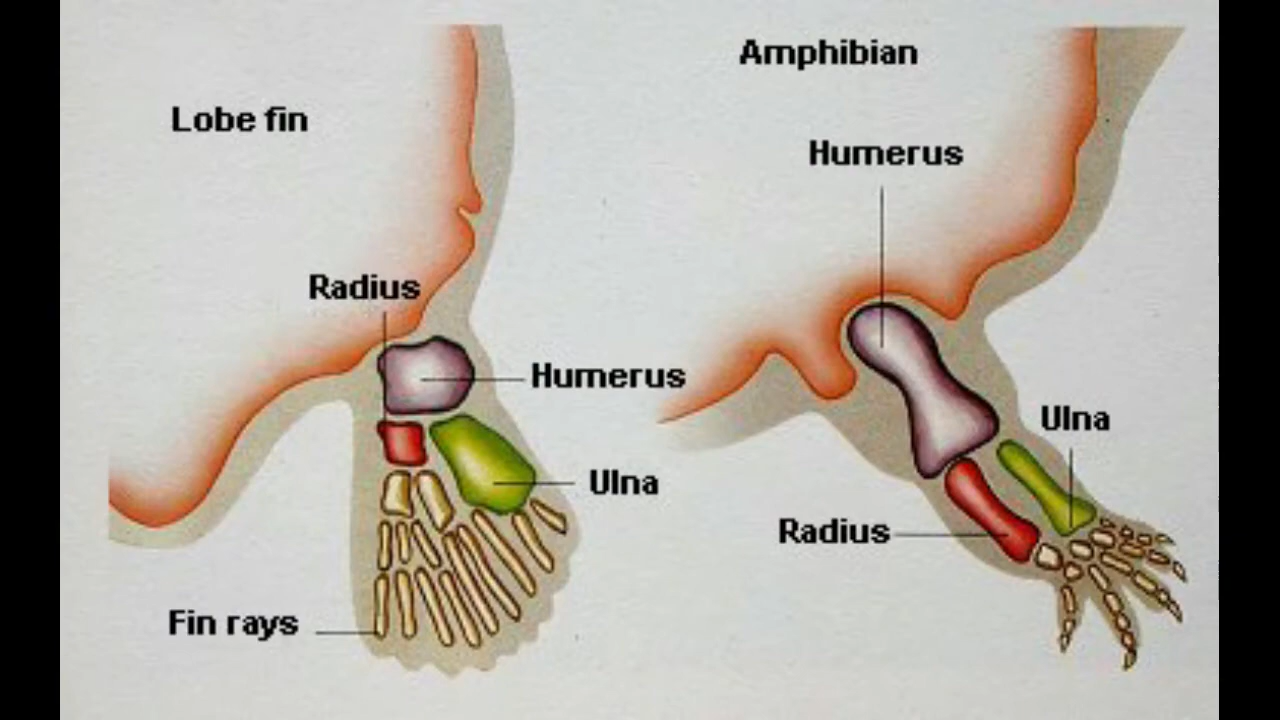 Lobe fin
Radius
Humerus
Ulna
Fin rays
Amphibian
Humerus
Ulna
Radius